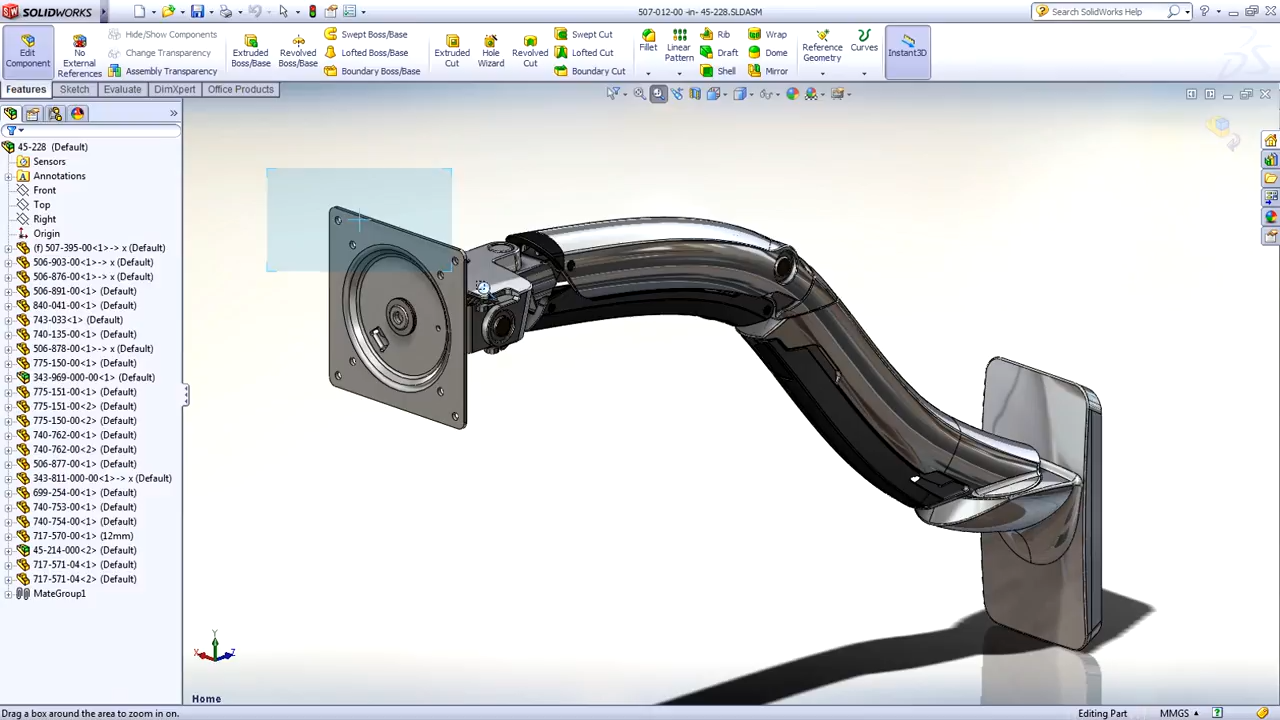 SOLIDWORKS
507-012-00 -in- 45-228.SLDASM
Search SolidWorks Help
Edit Component
No External References
Hide/Show Components
Change Transparency
Assembly Transparency
Extruded Boss/Base
Revolved Boss/Base
Swept Boss/Base
Lofted Boss/Base
Boundary Boss/Base
Extruded Cut
Hole Wizard
Revolved Cut
Swept Cut
Lofted Cut
Boundary Cut
Fillet
Linear Pattern
Rib
Draft
Shell
Wrap
Dome
Mirror
Reference Geometry
Curves
Instant3D
Features
Sketch
Evaluate
DimXpert
Office Products
45-228 (Default)
Sensors
Annotations
Front
Top
Right
Origin
(f) 507-395-00<1>-> x (Default)
506-903-00<1>-> x (Default)
506-876-00<1>-> x (Default)
506-891-00<1> (Default)
840-041-00<1> (Default)
743-033<1> (Default)
740-135-00<1> (Default)
506-878-00<1>-> x (Default)
775-150-00<1> (Default)
343-969-000-00<1> (Default)
775-151-00<1> (Default)
775-151-00<2> (Default)
775-150-00<2> (Default)
740-762-00<1> (Default)
740-762-00<2> (Default)
506-877-00<1> (Default)
343-811-000-00<1>-> x (Default)
699-254-00<1> (Default)
740-753-00<1> (Default)
740-754-00<1> (Default)
717-570-00<1> (12mm)
45-214-000<2> (Default)
717-571-04<1> (Default)
717-571-04<2> (Default)
MateGroup1
Y
X
Z
Home
Drag a box around the area to zoom in on.
Editing Part
MMGS